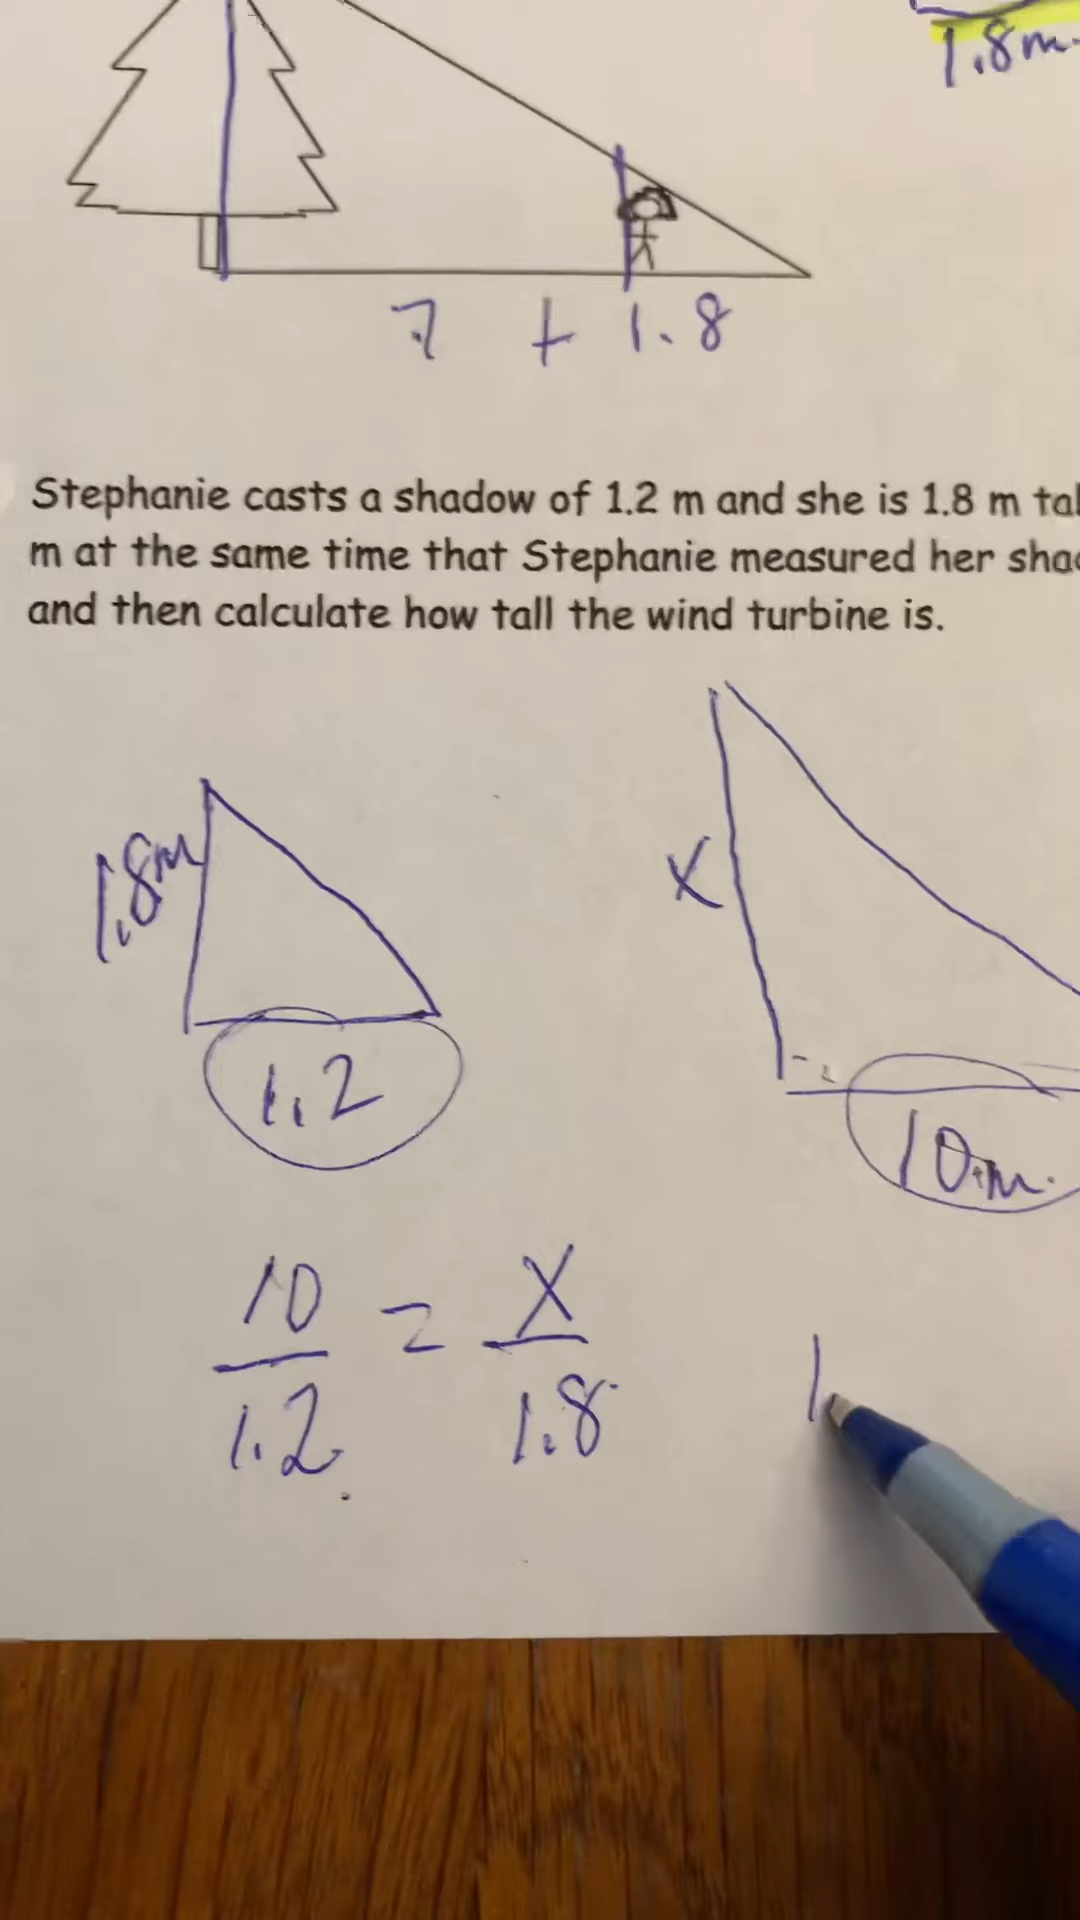 1.8m
7 + 1.8
Stephanie casts a shadow of 1.2 m and she is 1.8 m
m at the same time that Stephanie measured her
and then calculate how tall the wind turbine is.
1.8m
x
1.2
10m.
10 = x
1.2 1.8